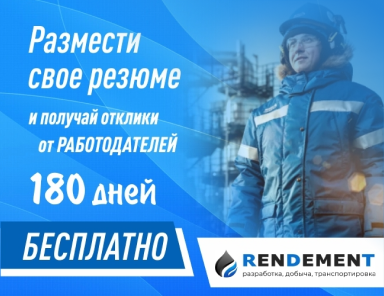 Размести
свое резюме
и получай отклики
от РАБОТОДАТЕЛЕЙ
180 дней
БЕСПЛАТНО
RENDEMENT
разработка, добыча, транспортировка